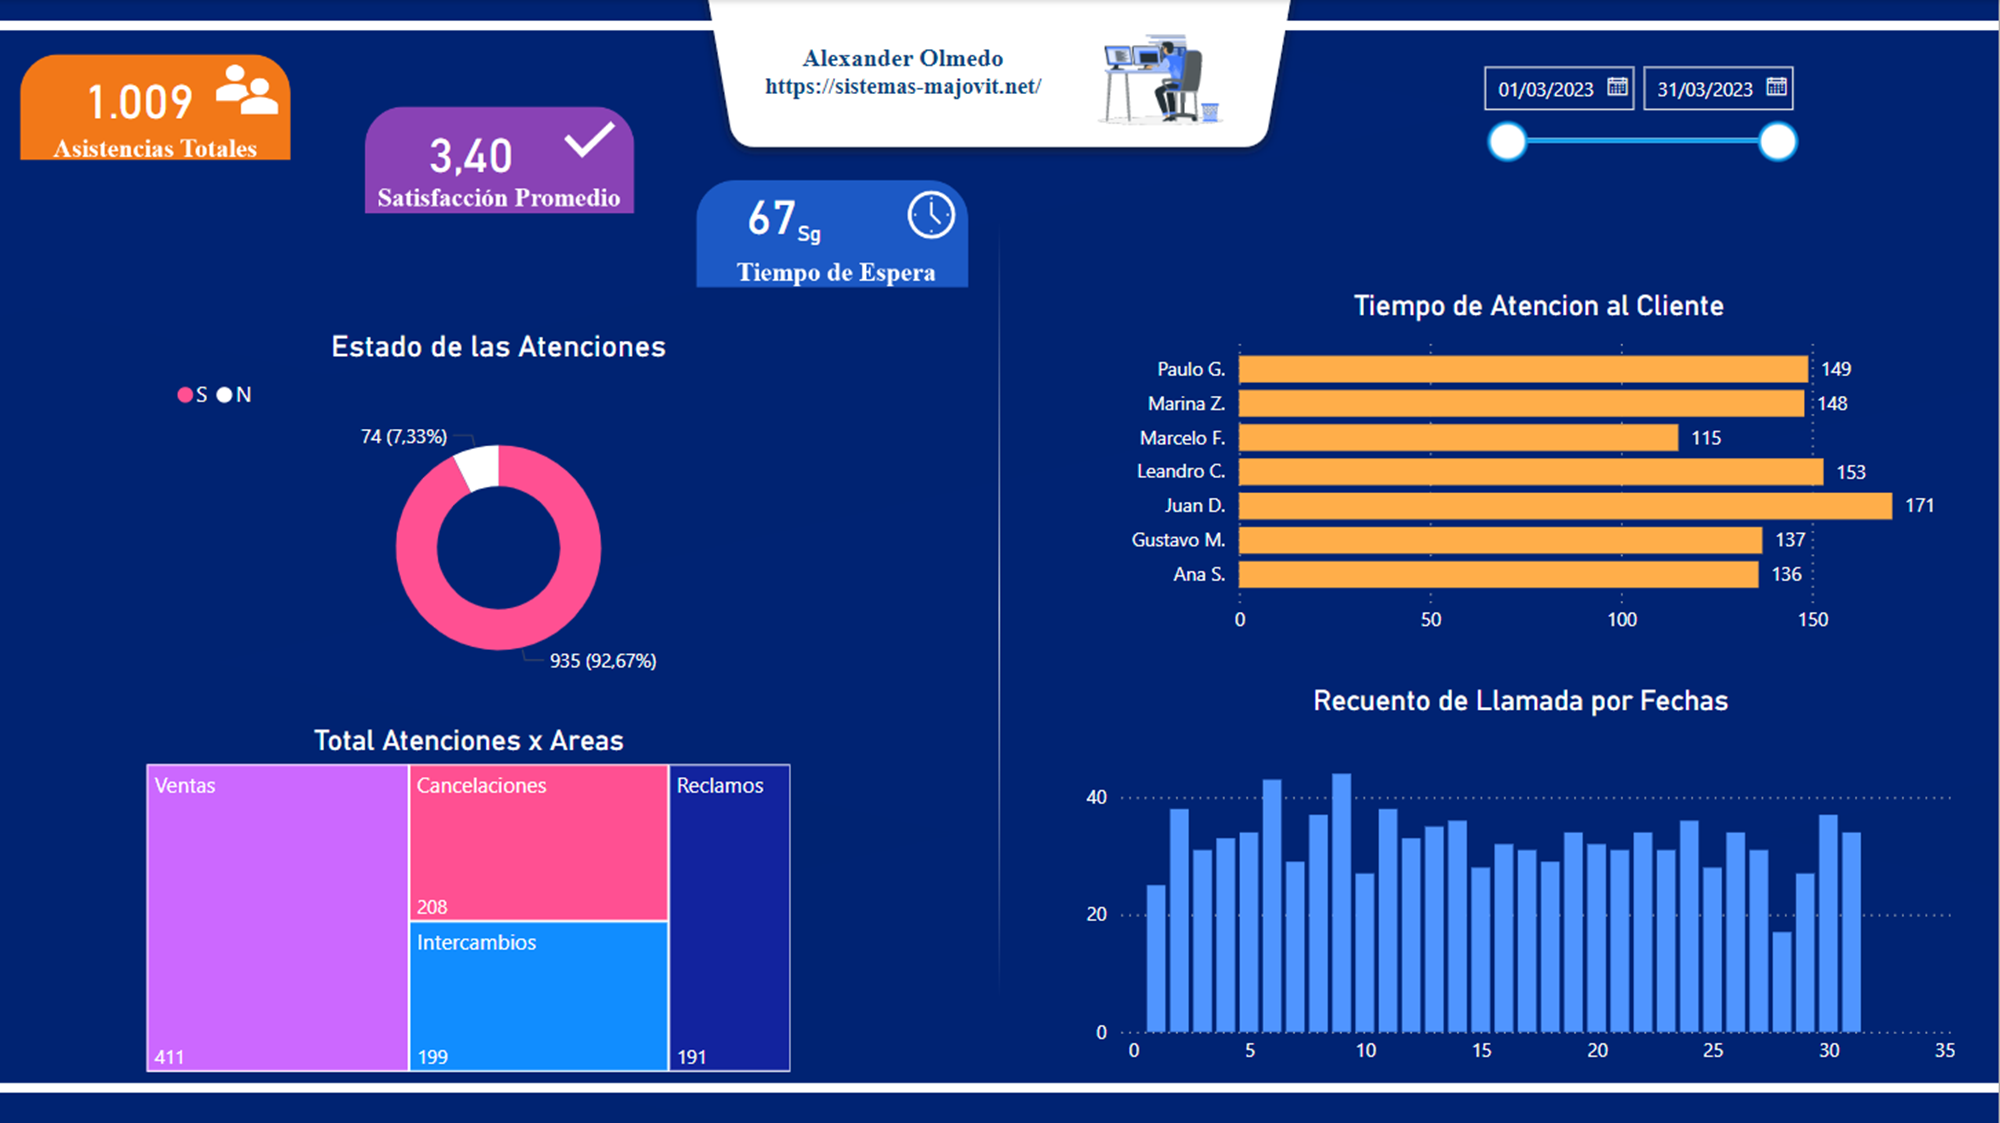 Alexander Olmedo
https://sistemas-majovit.net/
1.009
Asistencias Totales
3,40
Satisfacción Promedio
67 Sg
Tiempo de Espera
01/03/2023
31/03/2023
Estado de las Atenciones
S N
74 (7,33%)
935 (92,67%)
Total Atenciones x Areas
Ventas
411
Cancelaciones
208
Intercambios
199
Reclamos
191
Tiempo de Atencion al Cliente
Paulo G. 149
Marina Z. 148
Marcelo F. 115
Leandro C. 153
Juan D. 171
Gustavo M. 137
Ana S. 136
0 50 100 150
Recuento de Llamada por Fechas
40
20
0
0 5 10 15 20 25 30 35